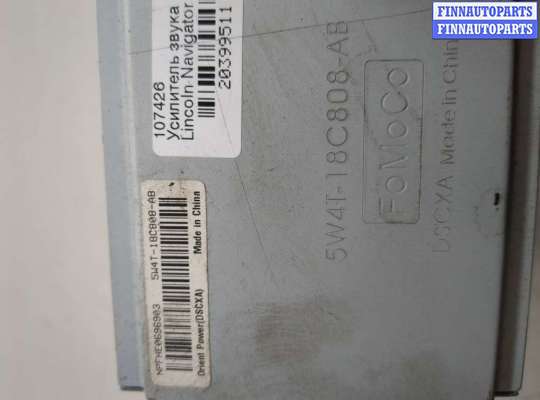 FINNAUTOPARTS
FINNAUTOPARTS
107426
Усилитель звука
Lincoln Navigator
20399511
5W4T-18C808-AB
FoMoCo
DSCXA Made in China
NPFHE0696903 5W4T-18C808-AB
Orient Power(DSCXA) Made in China